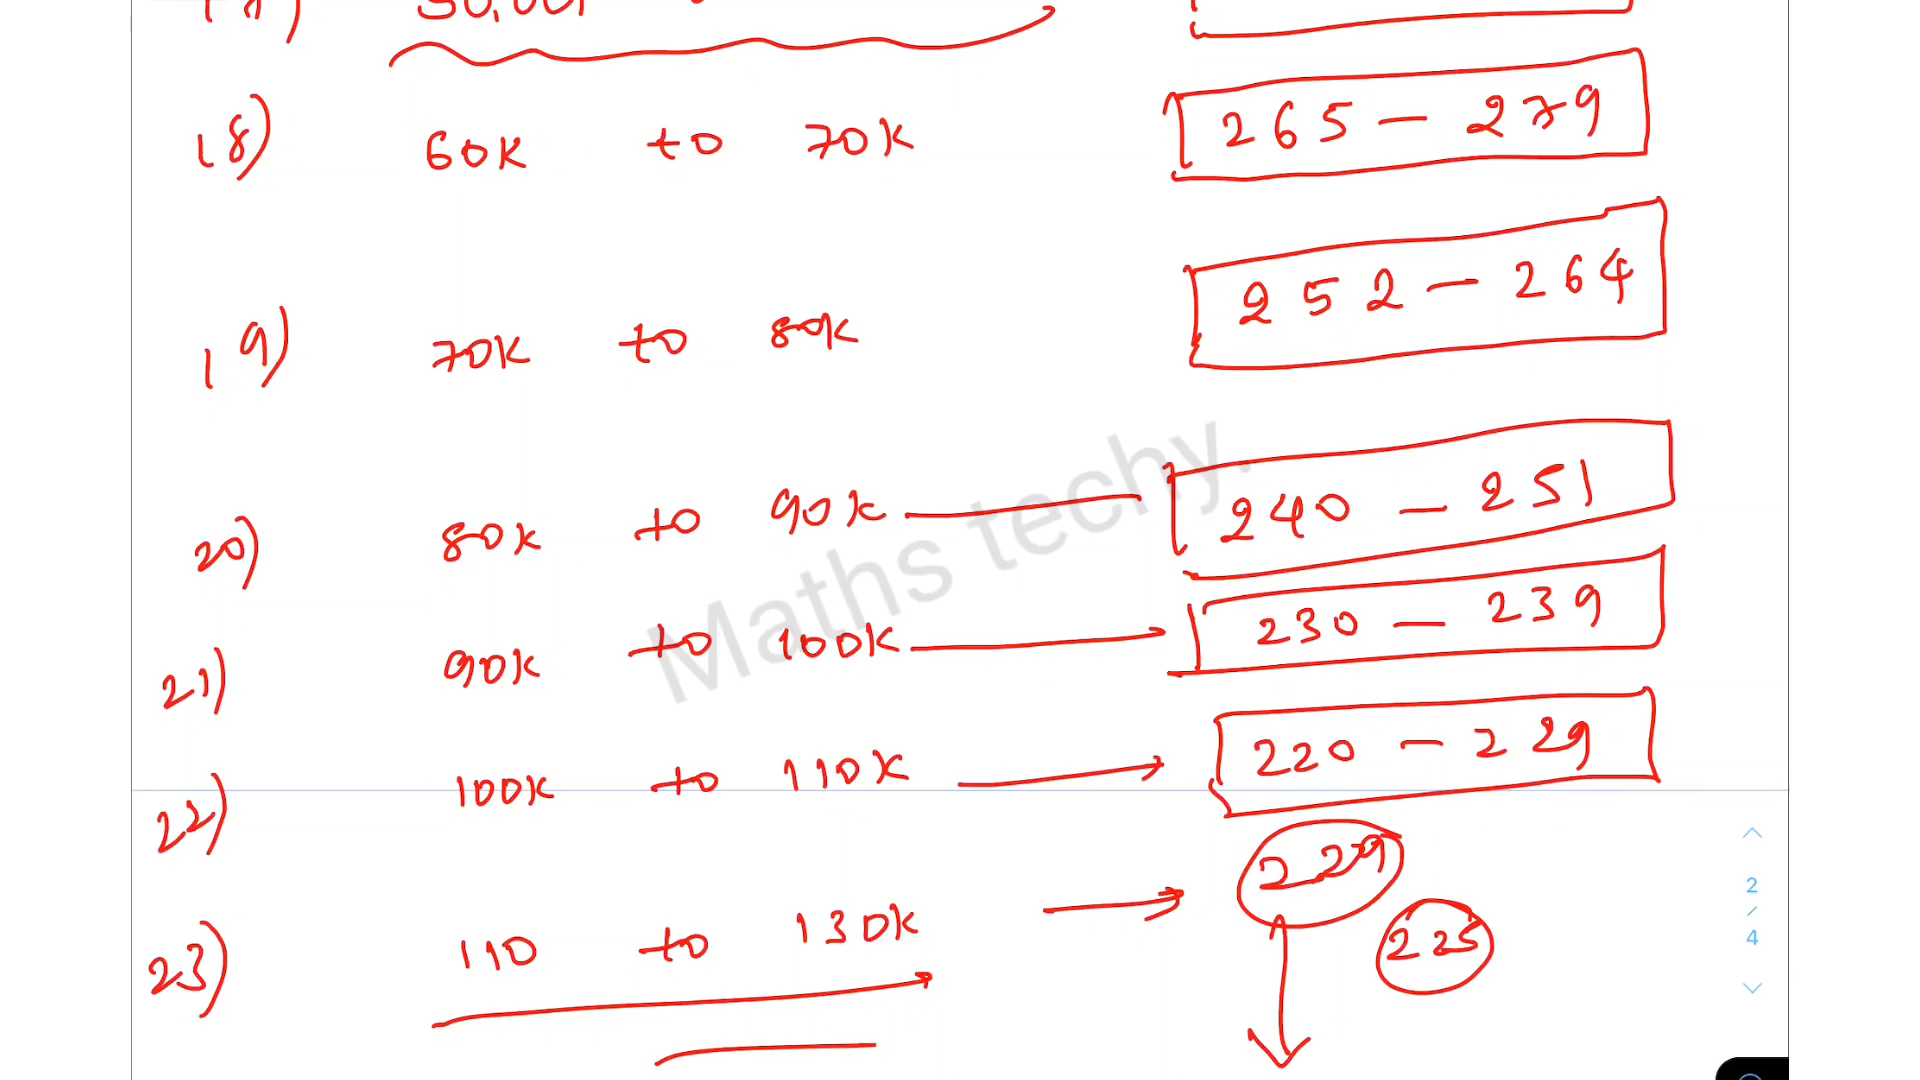 18) 60K to 70K 265 - 279
19) 70K to 80K 252 - 264
20) 80K to 90K 240 - 251
21) 90K to 100K 230 - 239
22) 100K to 110K 220 - 229
229
23) 110 to 130K 225
Maths techy.
2
/
4